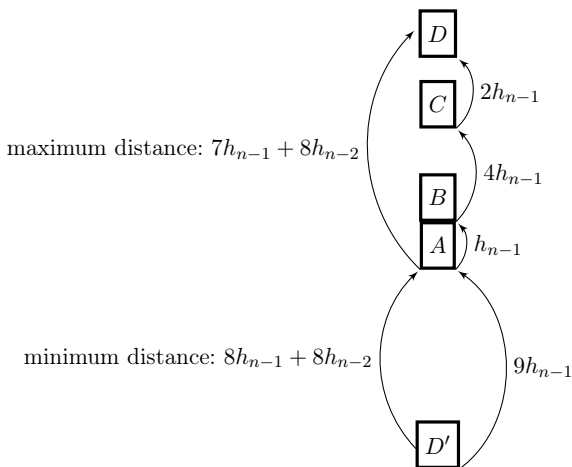 D
C
2h_{n−1}
maximum distance: 7h_{n−1} + 8h_{n−2}
4h_{n−1}
B
A
h_{n−1}
minimum distance: 8h_{n−1} + 8h_{n−2}
9h_{n−1}
D′